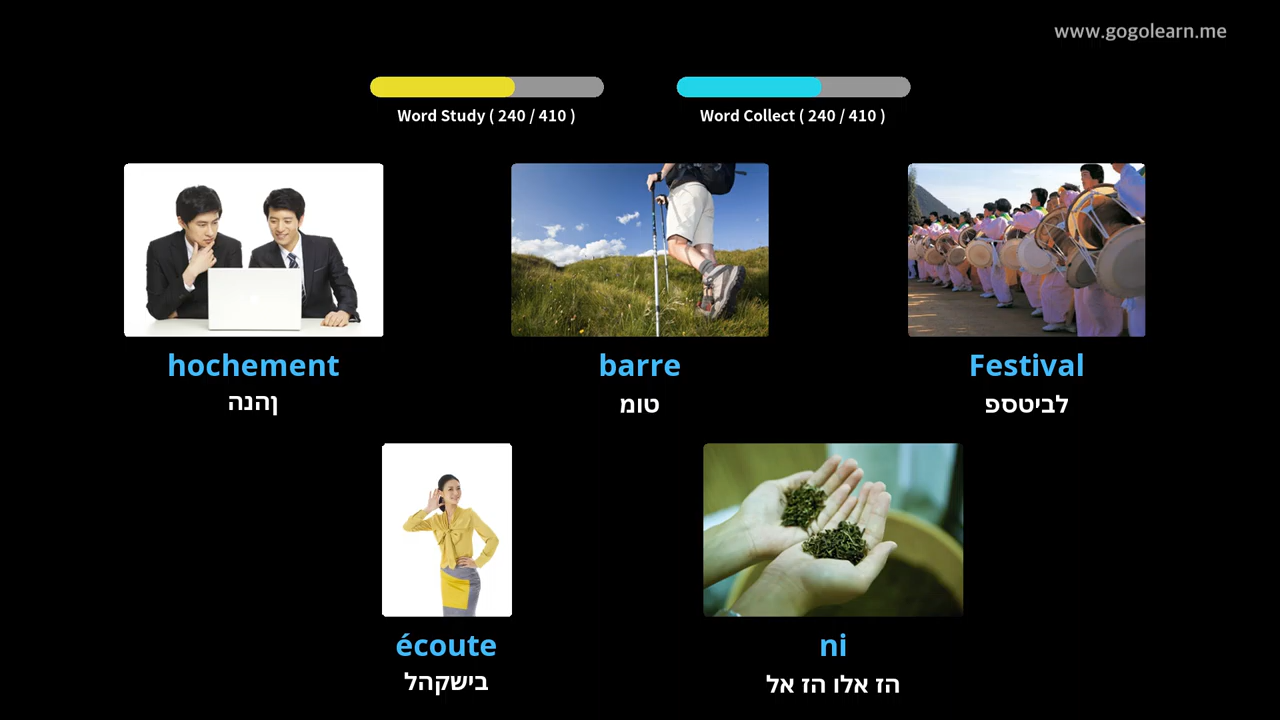 www.gogolearn.me
Word Study ( 240 / 410 )
Word Collect ( 240 / 410 )
hochement
ןהנה
barre
טומ
Festival
לביטספ
écoute
בישקהל
ni
הז אלו הז אל